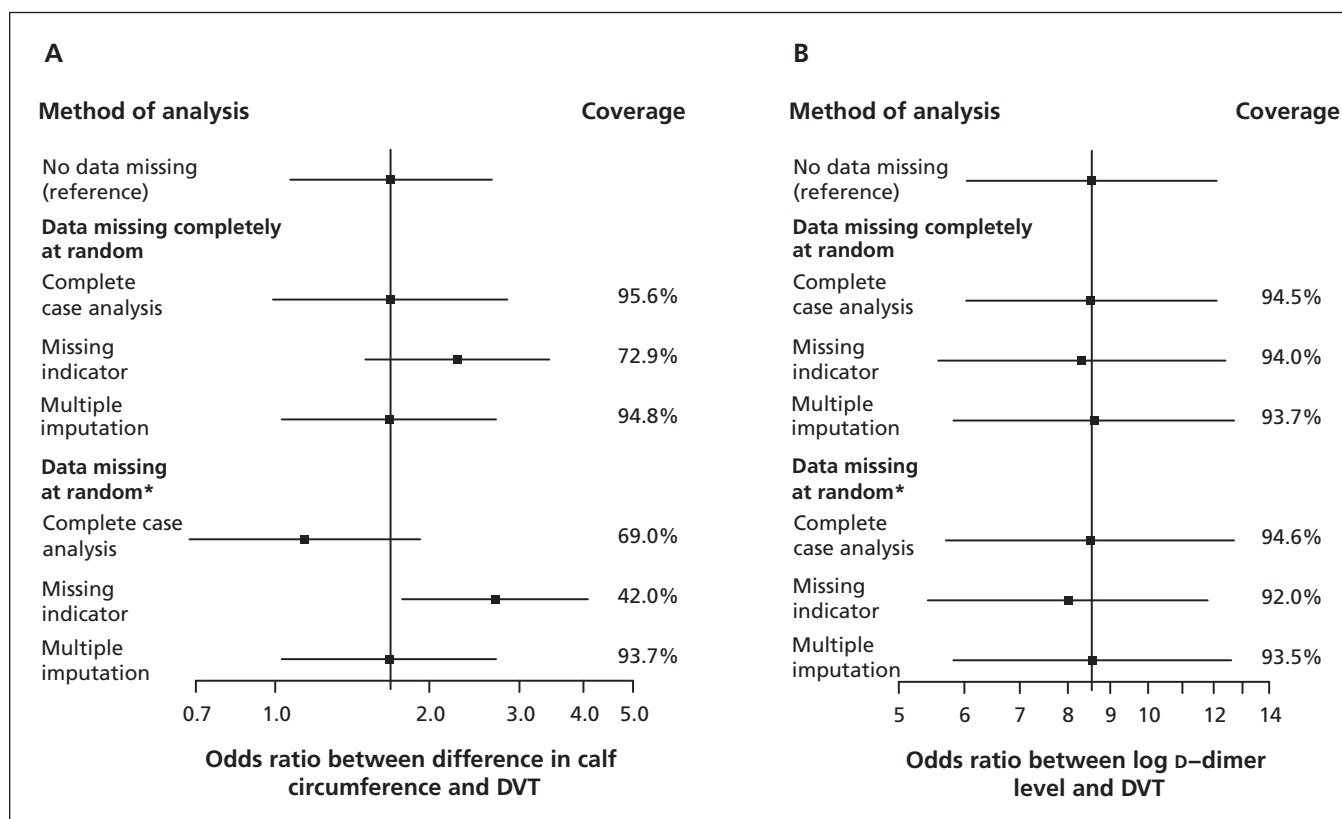 A
Method of analysis Coverage
No data missing
(reference)
Data missing completely
at random
Complete
case analysis 95.6%
Missing
indicator 72.9%
Multiple
imputation 94.8%
Data missing
at random*
Complete case
analysis 69.0%
Missing
indicator 42.0%
Multiple
imputation 93.7%
0.7 1.0 2.0 3.0 4.0 5.0
Odds ratio between difference in calf
circumference and DVT
B
Method of analysis Coverage
No data missing
(reference)
Data missing completely
at random
Complete
case analysis 94.5%
Missing
indicator 94.0%
Multiple
imputation 93.7%
Data missing
at random*
Complete
case analysis 94.6%
Missing
indicator 92.0%
Multiple
imputation 93.5%
5 6 7 8 9 10 12 14
Odds ratio between log D–dimer
level and DVT